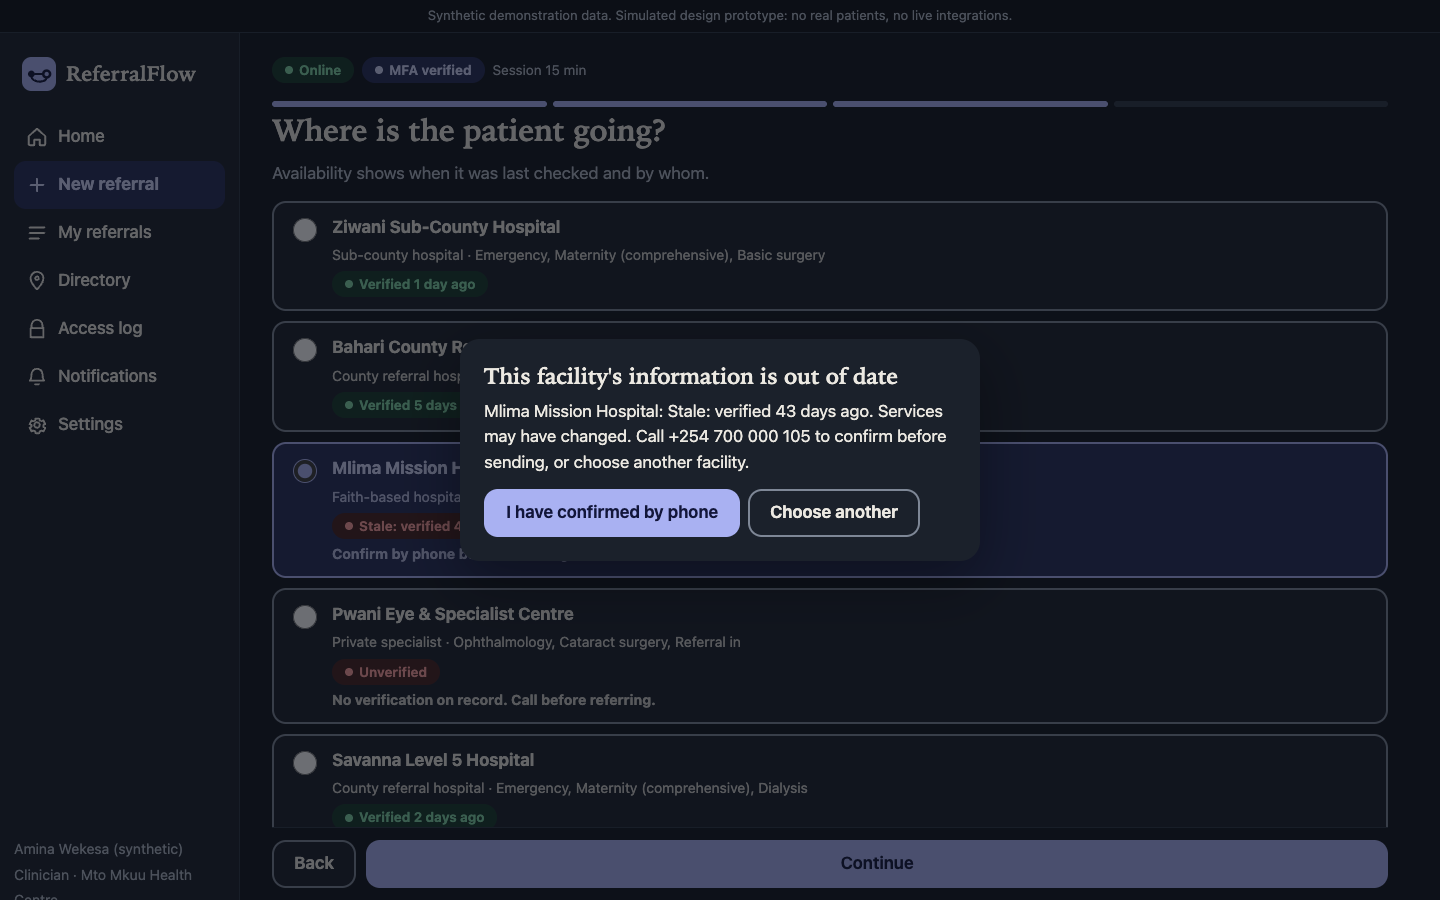 Synthetic demonstration data. Simulated design prototype: no real patients, no live integrations.
ReferralFlow
Home
New referral
My referrals
Directory
Access log
Notifications
Settings
Amina Wekesa (synthetic)
Clinician · Mto Mkuu Health
Centre
Online
MFA verified
Session 15 min
Where is the patient going?
Availability shows when it was last checked and by whom.
Ziwani Sub-County Hospital
Sub-county hospital · Emergency, Maternity (comprehensive), Basic surgery
Verified 1 day ago
Bahari County
County referral
Verified 5 days
Mlima Mission
Faith-based
Stale: verified
Confirm by phone
This facility's information is out of date
Mlima Mission Hospital: Stale: verified 43 days ago. Services
may have changed. Call +254 700 000 105 to confirm before
sending, or choose another facility.
I have confirmed by phone
Choose another
Pwani Eye & Specialist Centre
Private specialist · Ophthalmology, Cataract surgery, Referral in
Unverified
No verification on record. Call before referring.
Savanna Level 5 Hospital
County referral hospital · Emergency, Maternity (comprehensive), Dialysis
Verified 2 days ago
Back
Continue